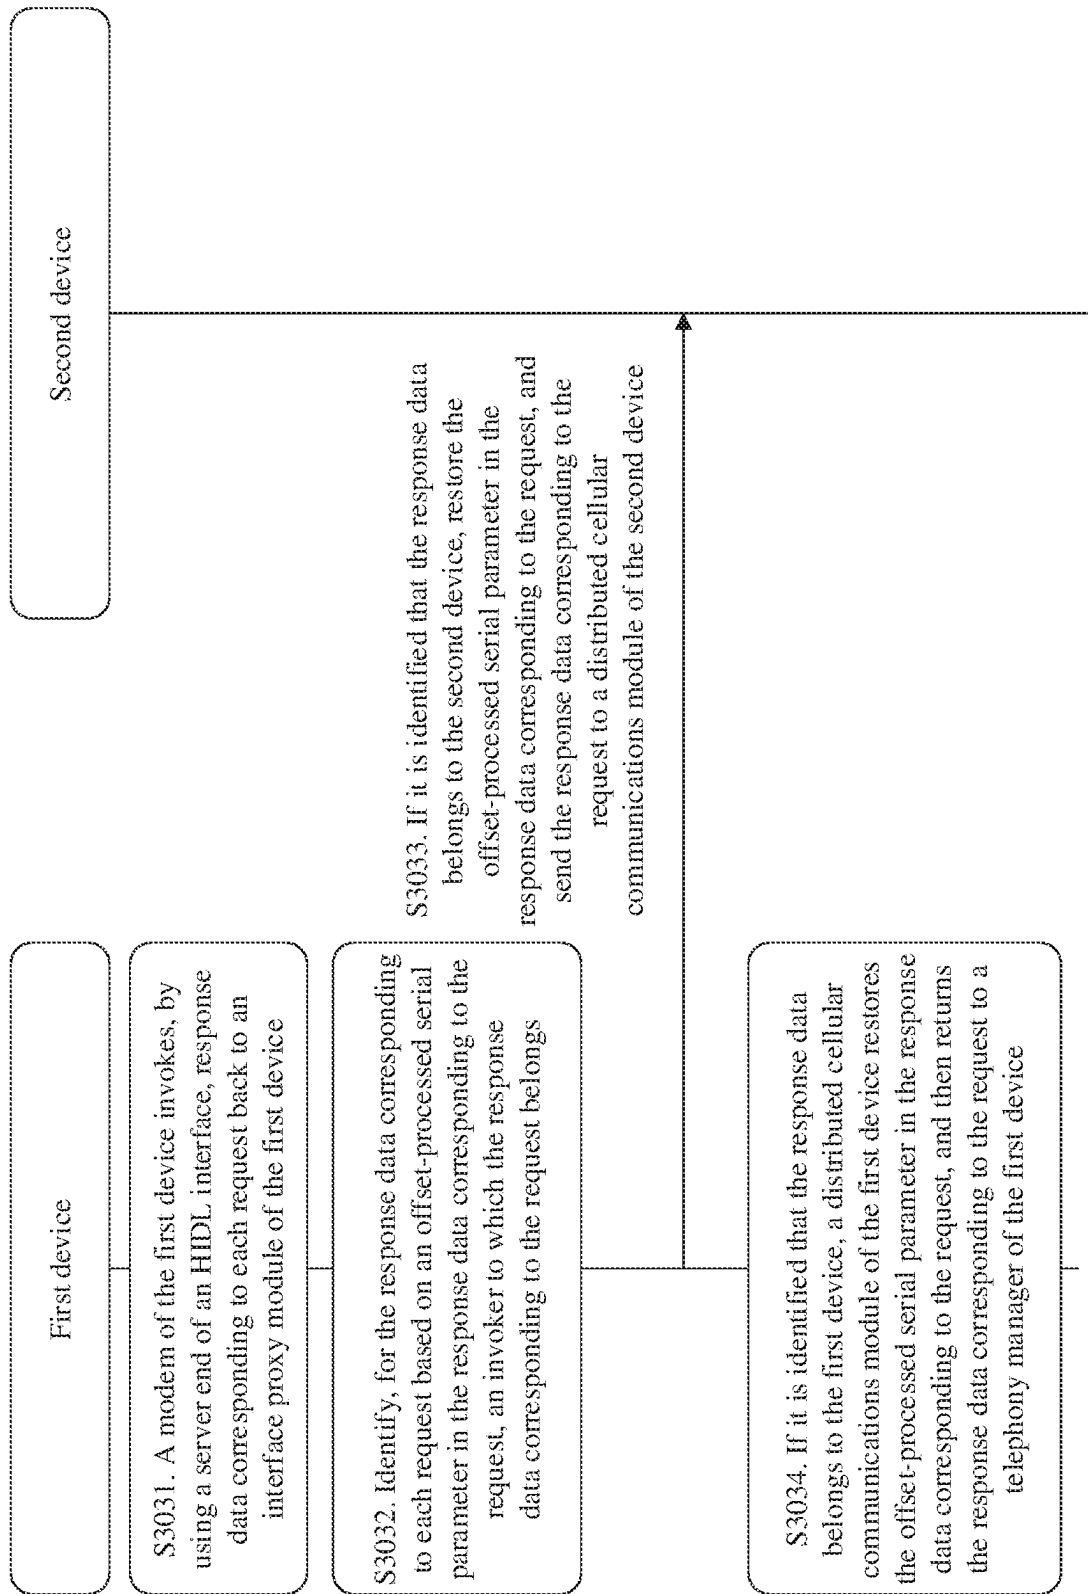 First device
Second device
S3031. A modem of the first device invokes, by
using a server end of an HIDL interface, response
data corresponding to each request back to an
interface proxy module of the first device
S3032. Identify, for the response data corresponding
to each request based on an offset-processed serial
parameter in the response data corresponding to the
request, an invoker to which the response
data corresponding to the request belongs
S3033. If it is identified that the response data
belongs to the second device, restore the
offset-processed serial parameter in the
response data corresponding to the request, and
send the response data corresponding to the
request to a distributed cellular
communications module of the second device
S3034. If it is identified that the response data
belongs to the first device, a distributed cellular
communications module of the first device restores
the offset-processed serial parameter in the response
data corresponding to the request, and then returns
the response data corresponding to the request to a
telephony manager of the first device